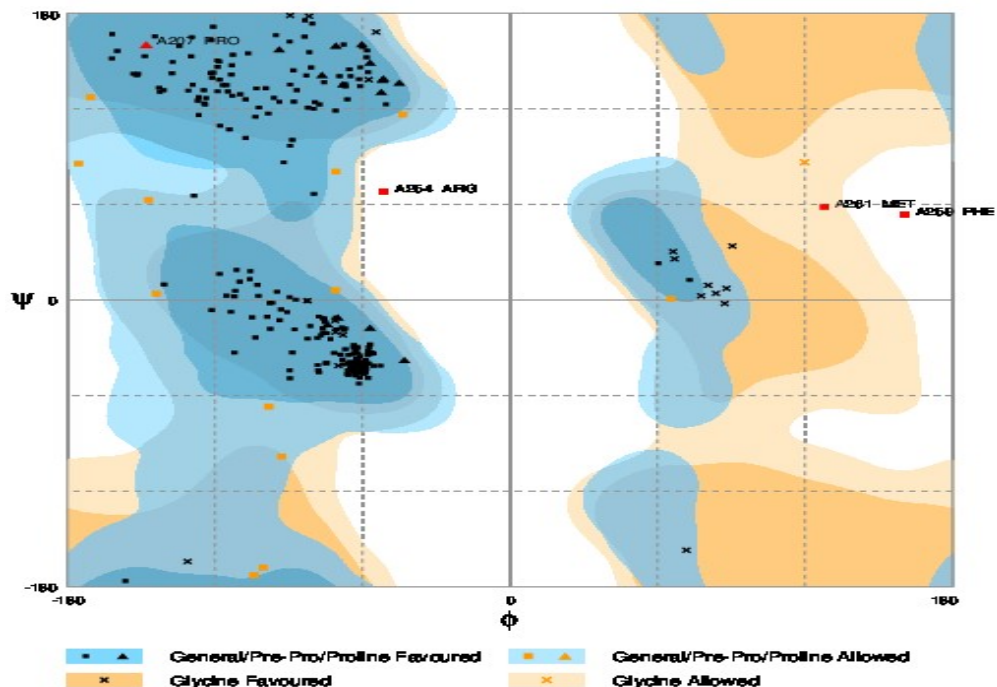 180
A207 PRO
A254 ARG
A261 MET
A259 PHE
Ψ 0
-180
-180 0 180
Φ
General/Pre-Pro/Proline Favoured General/Pre-Pro/Proline Allowed
Glycine Favoured Glycine Allowed